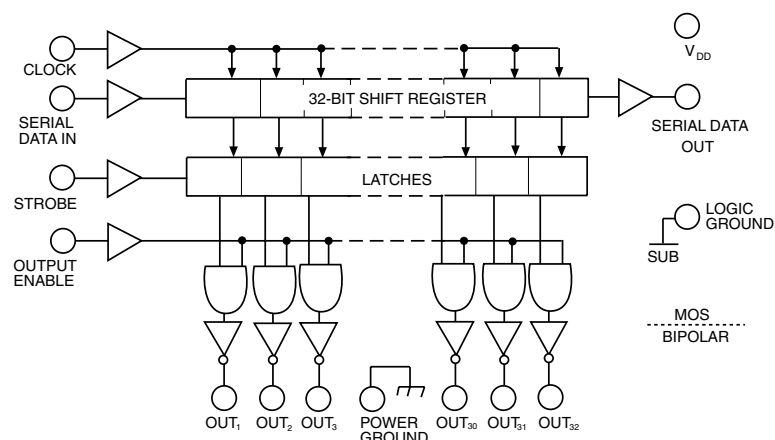 CLOCK
V_DD
32-BIT SHIFT REGISTER
SERIAL
DATA IN
SERIAL DATA
OUT
LATCHES
STROBE
LOGIC
GROUND
SUB
OUTPUT
ENABLE
MOS
BIPOLAR
OUT₁
OUT₂
OUT₃
POWER
GROUND
OUT₃₀
OUT₃₁
OUT₃₂